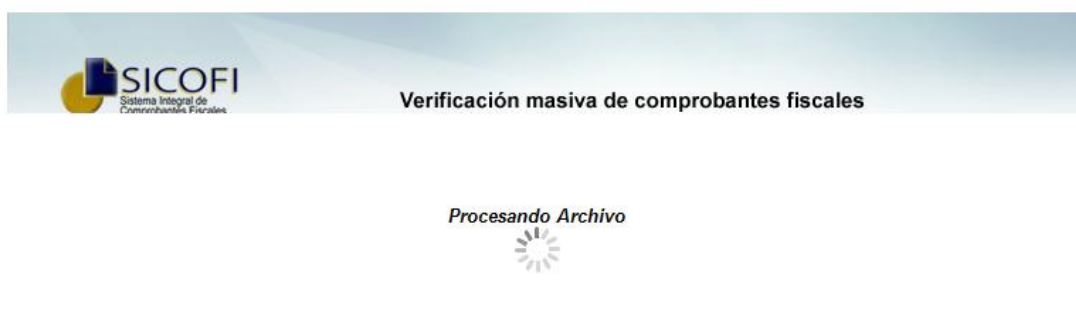 SICOFI
Sistema Integral de
Comprobantes Fiscales
Verificación masiva de comprobantes fiscales
Procesando Archivo